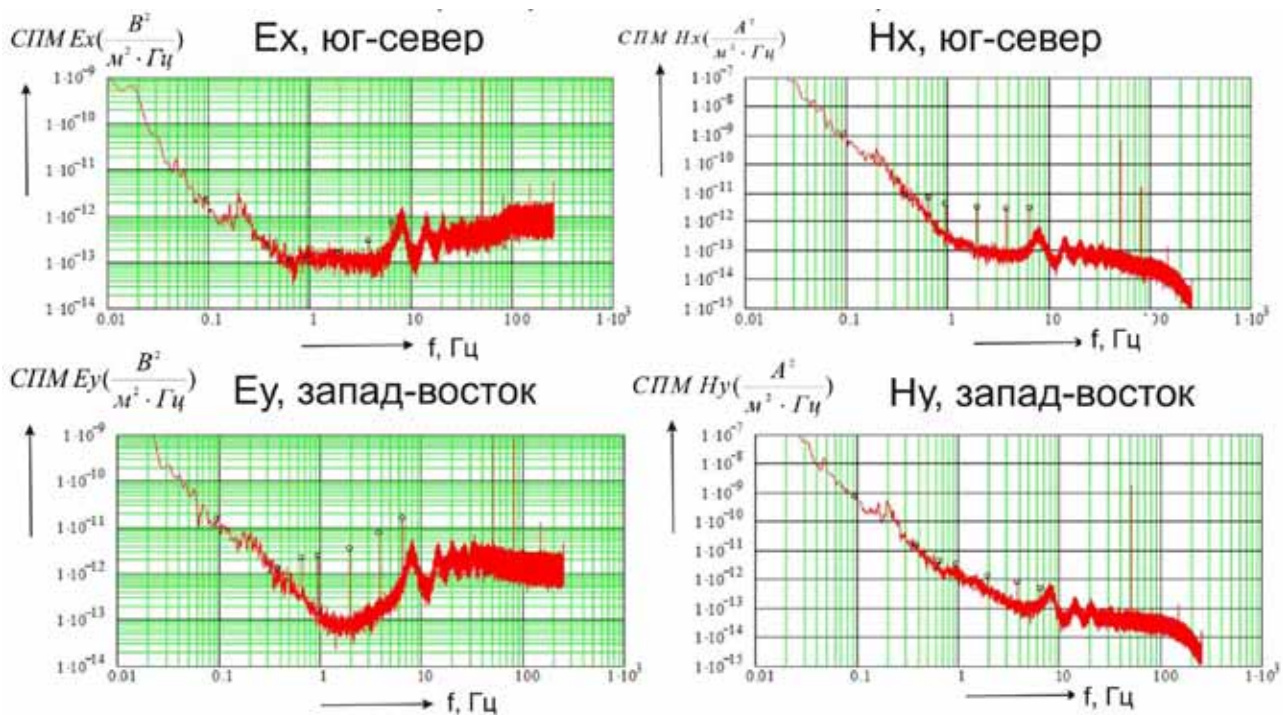 СПМ Ex(В²/м²·Гц)
Ex, юг-север
1·10⁻⁹
1·10⁻¹⁰
1·10⁻¹¹
1·10⁻¹²
1·10⁻¹³
1·10⁻¹⁴
0.01 0.1 1 10 100 1·10³
f, Гц
СПМ Hx(А²/м²·Гц)
Hx, юг-север
1·10⁻⁷
1·10⁻⁸
1·10⁻⁹
1·10⁻¹⁰
1·10⁻¹¹
1·10⁻¹²
1·10⁻¹³
1·10⁻¹⁴
1·10⁻¹⁵
0.01 0.1 1 10 100 1·10³
f, Гц
СПМ Ey(В²/м²·Гц)
Ey, запад-восток
1·10⁻⁹
1·10⁻¹⁰
1·10⁻¹¹
1·10⁻¹²
1·10⁻¹³
1·10⁻¹⁴
0.01 0.1 1 10 100 1·10³
f, Гц
СПМ Hy(А²/м²·Гц)
Hy, запад-восток
1·10⁻⁷
1·10⁻⁸
1·10⁻⁹
1·10⁻¹⁰
1·10⁻¹¹
1·10⁻¹²
1·10⁻¹³
1·10⁻¹⁴
1·10⁻¹⁵
0.01 0.1 1 10 100 1·10³
f, Гц